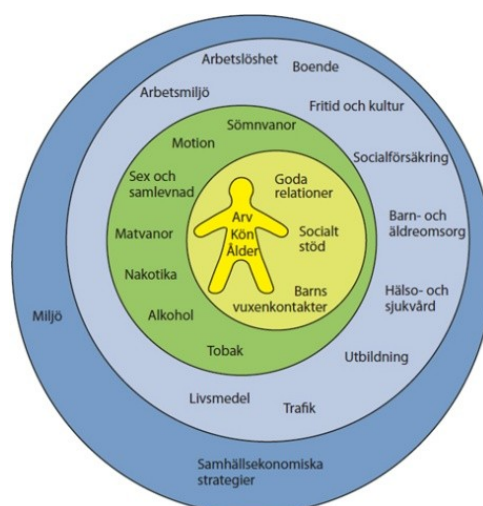 Arbetslöshet
Boende
Arbetsmiljö
Fritid och kultur
Sömnvanor
Motion
Socialförsäkring
Sex och
samlevnad
Goda
relationer
Arv
Kön
Ålder
Barn- och
äldreomsorg
Matvanor
Socialt
stöd
Nakotika
Hälso- och
sjukvård
Barns
vuxenkontakter
Miljö
Alkohol
Tobak
Utbildning
Livsmedel
Trafik
Samhällsekonomiska
strategier